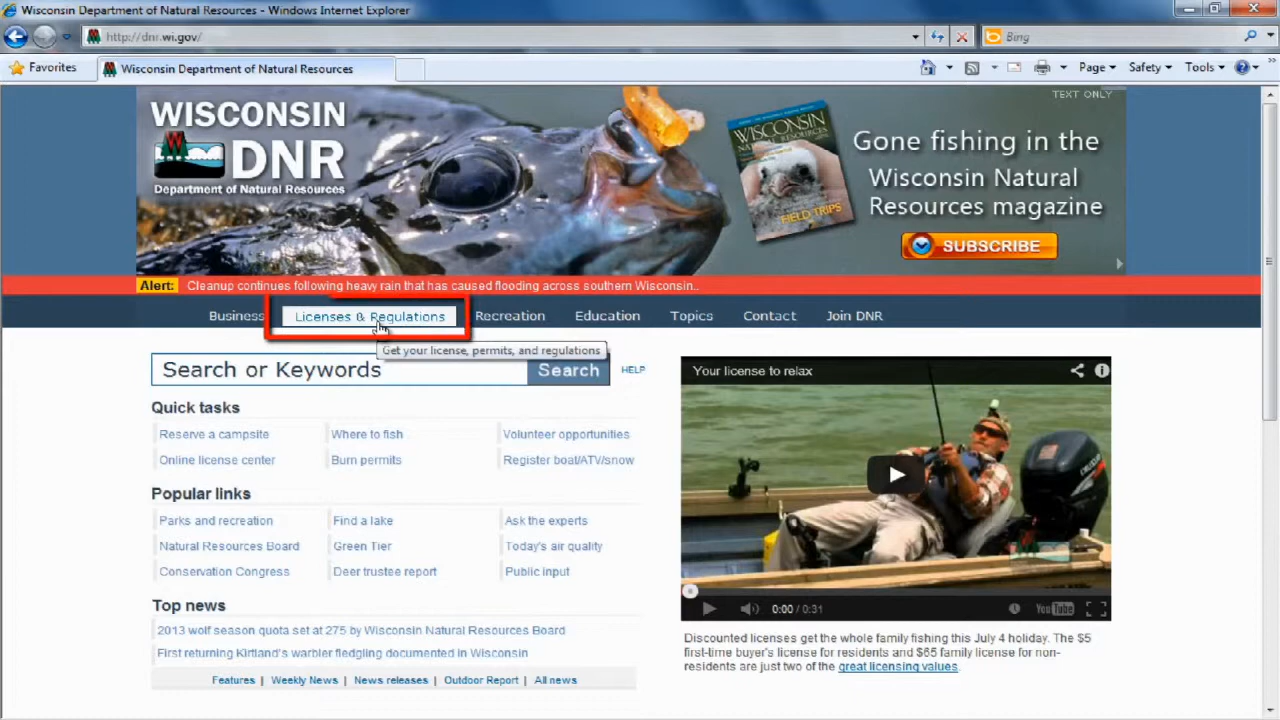 Wisconsin Department of Natural Resources - Windows Internet Explorer
http://dnr.wi.gov/
Bing
Favorites
Wisconsin Department of Natural Resources
Page
Safety
Tools
TEXT ONLY
WISCONSIN
DNR
Department of Natural Resources
WISCONSIN
NATURAL RESOURCES
FIELD TRIPS
Gone fishing in the
Wisconsin Natural
Resources magazine
SUBSCRIBE
Alert: Cleanup continues following heavy rain that has caused flooding across southern Wisconsin..
Business Licenses & Regulations Recreation Education Topics Contact Join DNR
Get your license, permits, and regulations
Search or Keywords Search HELP
Quick tasks
Reserve a campsite Where to fish Volunteer opportunities
Online license center Burn permits Register boat/ATV/snow
Popular links
Parks and recreation Find a lake Ask the experts
Natural Resources Board Green Tier Today's air quality
Conservation Congress Deer trustee report Public input
Top news
2013 wolf season quota set at 275 by Wisconsin Natural Resources Board
First returning Kirtland's warbler fledgling documented in Wisconsin
Features | Weekly News | News releases | Outdoor Report | All news
Your license to relax
0:00 / 0:31
YouTube
Discounted licenses get the whole family fishing this July 4 holiday. The $5
first-time buyer's license for residents and $65 family license for non-
residents are just two of the great licensing values.